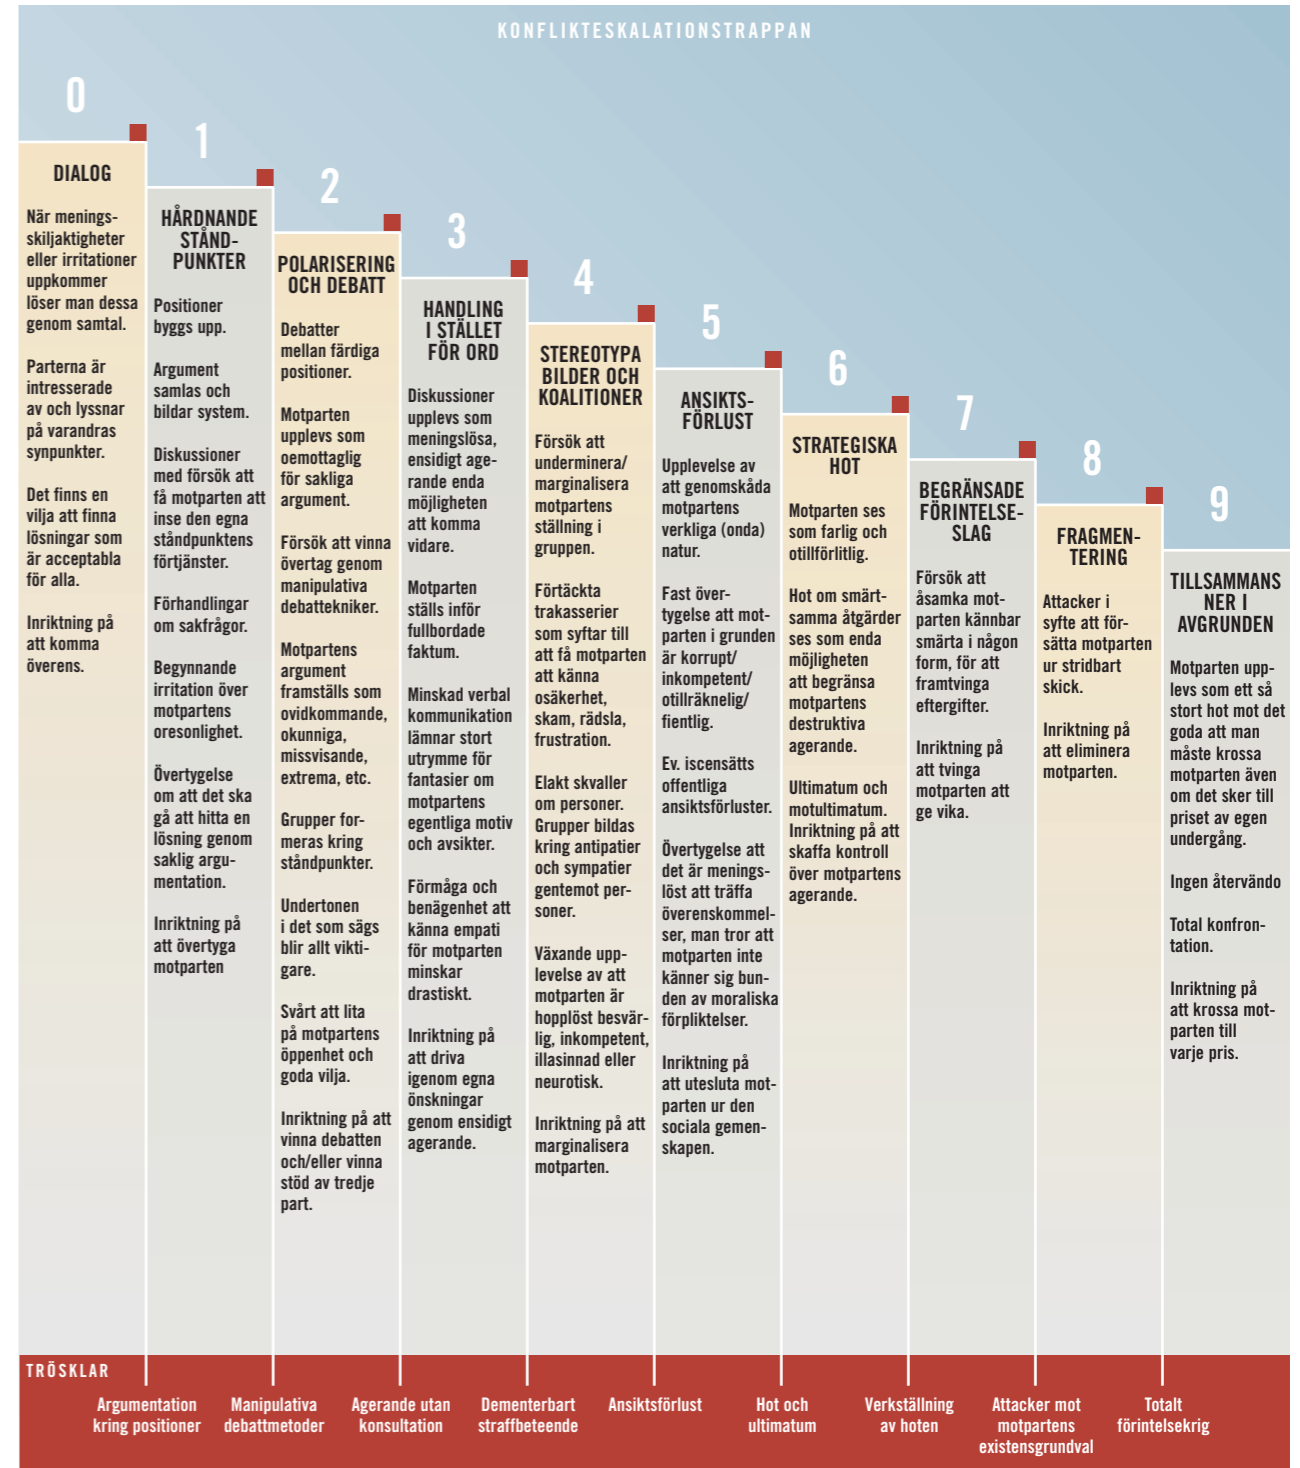 KONFLIKTESKALATIONSTRAPPAN
0
DIALOG
När menings-
skiljaktigheter
eller irritationer
uppkommer
löser man dessa
genom samtal.
Parterna är
intresserade
av och lyssnar
på varandras
synpunkter.
Det finns en
vilja att finna
lösningar som
är acceptabla
för alla.
Inriktning på
att komma
överens.
1
HÅRDNANDE
STÅND-
PUNKTER
Positioner
byggs upp.
Argument
samlas och
bildar system.
Diskussioner
med försök att
få motparten att
inse den egna
ståndpunktens
förtjänster.
Förhandlingar
om sakfrågor.
Begynnande
irritation över
motpartens
oresonlighet.
Övertygelse
om att det ska
gå att hitta en
lösning genom
saklig argu-
mentation.
Inriktning på
att övertyga
motparten
2
POLARISERING
OCH DEBATT
Debatter
mellan färdiga
positioner.
Motparten
upplevs som
oemottaglig
för sakliga
argument.
Försök att vinna
övertag genom
manipulativa
debattekniker.
Motpartens
argument
framställs som
ovidkommande,
okunniga,
missvisande,
extrema, etc.
Grupper for-
meras kring
ståndpunkter.
Undertonen
i det som sägs
blir allt vikti-
gare.
Svårt att lita
på motpartens
öppenhet och
goda vilja.
Inriktning på att
vinna debatten
och/eller vinna
stöd av tredje
part.
3
HANDLING
I STÄLLET
FÖR ORD
Diskussioner
upplevs som
meningslösa,
ensidigt age-
rande enda
möjligheten
att komma
vidare.
Motparten
ställs inför
fullbordade
faktum.
Minskad verbal
kommunikation
lämnar stort
utrymme för
fantasier om
motpartens
egentliga motiv
och avsikter.
Förmåga och
benägenhet att
känna empati
för motparten
minskar
drastiskt.
Inriktning på
att driva
igenom egna
önskningar
genom ensidigt
agerande.
4
STEREOTYPA
BILDER OCH
KOALITIONER
Försök att
underminera/
marginalisera
motpartens
ställning i
gruppen.
Förtäckta
trakasserier
som syftar till
att få motparten
att känna
osäkerhet,
skam, rädsla,
frustration.
Elakt skvaller
om personer.
Grupper bildas
kring antipatier
och sympatier
gentemot per-
soner.
Växande upp-
levelse av att
motparten är
hopplöst besvär-
lig, inkompetent,
illasinnad eller
neurotisk.
Inriktning på att
marginalisera
motparten.
5
ANSIKTS-
FÖRLUST
Upplevelse av
att genomskåda
motpartens
verkliga (onda)
natur.
Fast över-
tygelse att mot-
parten i grunden
är korrupt/
inkompetent/
otillräknelig/
fientlig.
Ev. iscensätts
offentliga
ansiktsförluster.
Övertygelse att
det är menings-
löst att träffa
överenskommel-
ser, man tror att
motparten inte
känner sig bun-
den av moraliska
förpliktelser.
Inriktning på
att utesluta mot-
parten ur den
sociala gemen-
skapen.
6
STRATEGISKA
HOT
Motparten ses
som farlig och
otillförlitlig.
Hot om smärt-
samma åtgärder
ses som enda
möjligheten
att begränsa
motpartens
destruktiva
agerande.
Ultimatum och
motultimatum.
Inriktning på att
skaffa kontroll
över motpartens
agerande.
7
BEGRÄNSADE
FÖRINTELSE-
SLAG
Försök att
åsamka mot-
parten kännbar
smärta i någon
form, för att
framtvinga
eftergifter.
Inriktning på
att tvinga
motparten att
ge vika.
8
FRAGMEN-
TERING
Attacker i
syfte att för-
sätta motparten
ur stridbart
skick.
Inriktning på
att eliminera
motparten.
9
TILLSAMMANS
NER I
AVGRUNDEN
Motparten upp-
levs som ett så
stort hot mot det
goda att man
måste krossa
motparten även
om det sker till
priset av egen
undergång.
Ingen återvändo
Total konfron-
tation.
Inriktning på
att krossa mot-
parten till
varje pris.
TRÖSKLAR
Argumentation
kring positioner
Manipulativa
debattmetoder
Agerande utan
konsultation
Dementerbart
straffbeteende
Ansiktsförlust
Hot och
ultimatum
Verkställning
av hoten
Attacker mot
motpartens
existensgrundval
Totalt
förintelsekrig